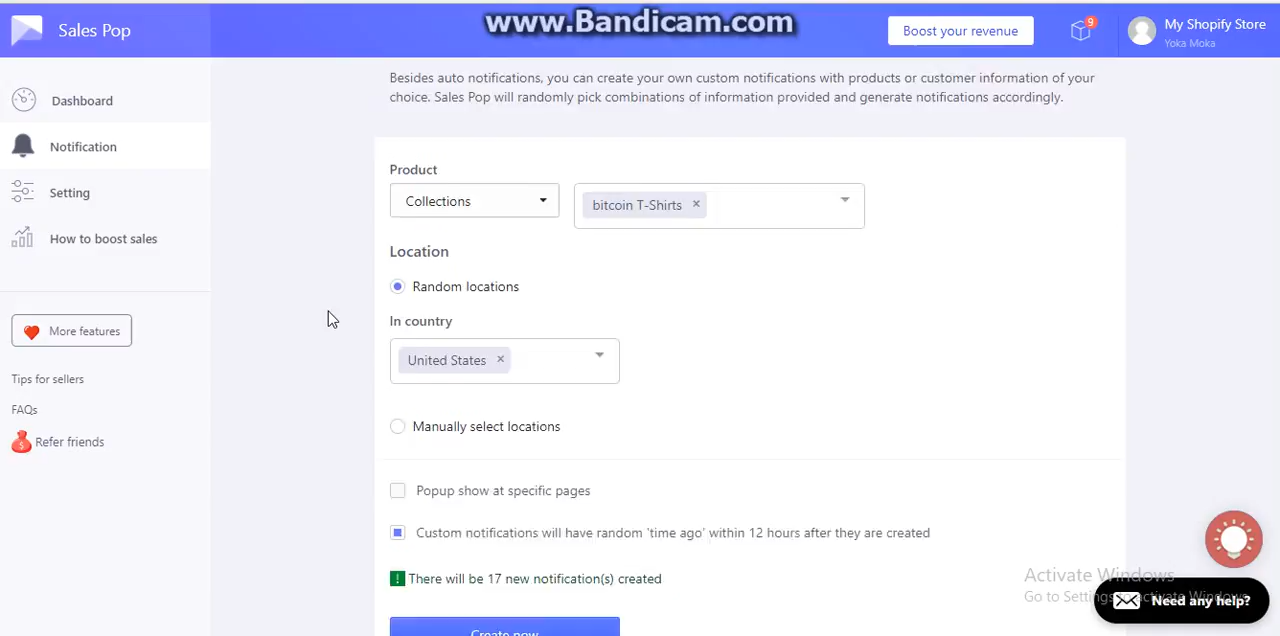 www.Bandicam.com
Sales Pop
Boost your revenue
9
My Shopify Store
Yoka Moka
Dashboard
Notification
Setting
How to boost sales
More features
Tips for sellers
FAQs
Refer friends
Besides auto notifications, you can create your own custom notifications with products or customer information of your
choice. Sales Pop will randomly pick combinations of information provided and generate notifications accordingly.
Product
Collections
bitcoin T-Shirts ×
Location
Random locations
In country
United States ×
Manually select locations
Popup show at specific pages
Custom notifications will have random 'time ago' within 12 hours after they are created
! There will be 17 new notification(s) created
Create now
Activate Windows
Go to Settings to activate Windows.
Need any help?